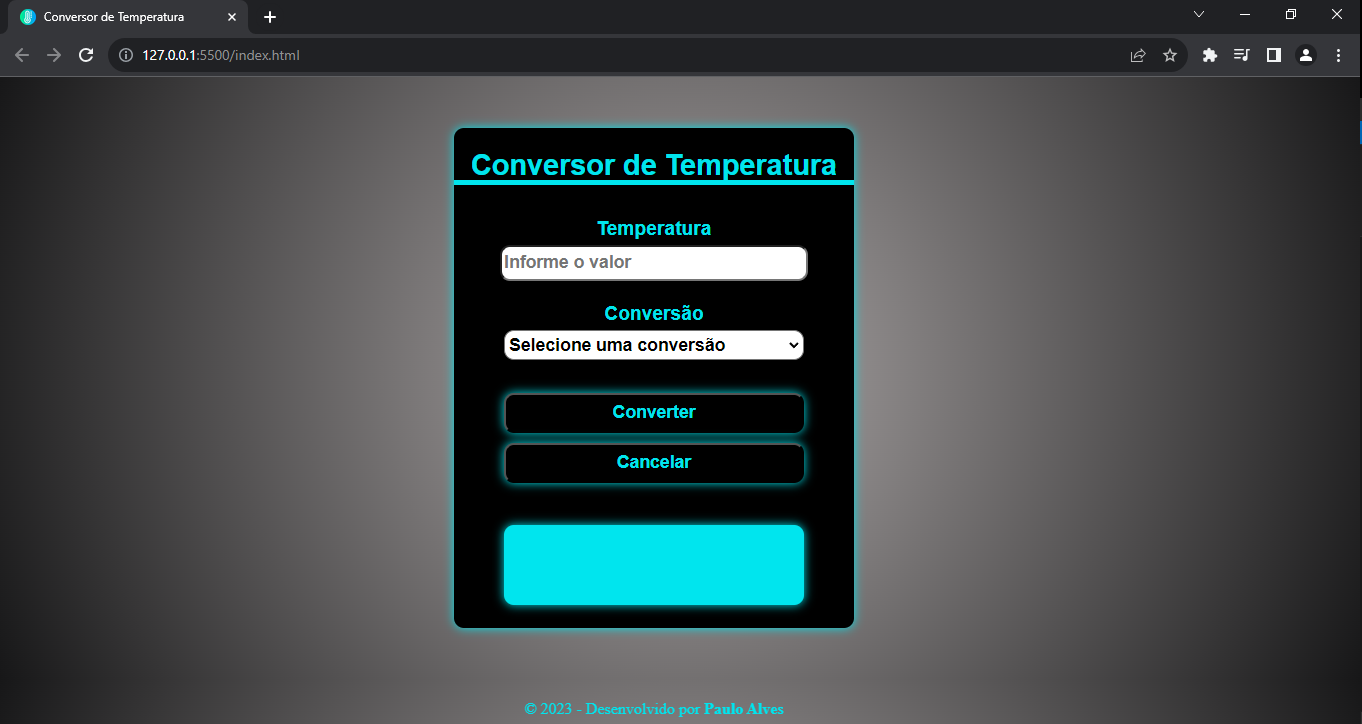 Conversor de Temperatura
127.0.0.1:5500/index.html
Conversor de Temperatura
Temperatura
Informe o valor
Conversão
Selecione uma conversão
Converter
Cancelar
© 2023 - Desenvolvido por Paulo Alves